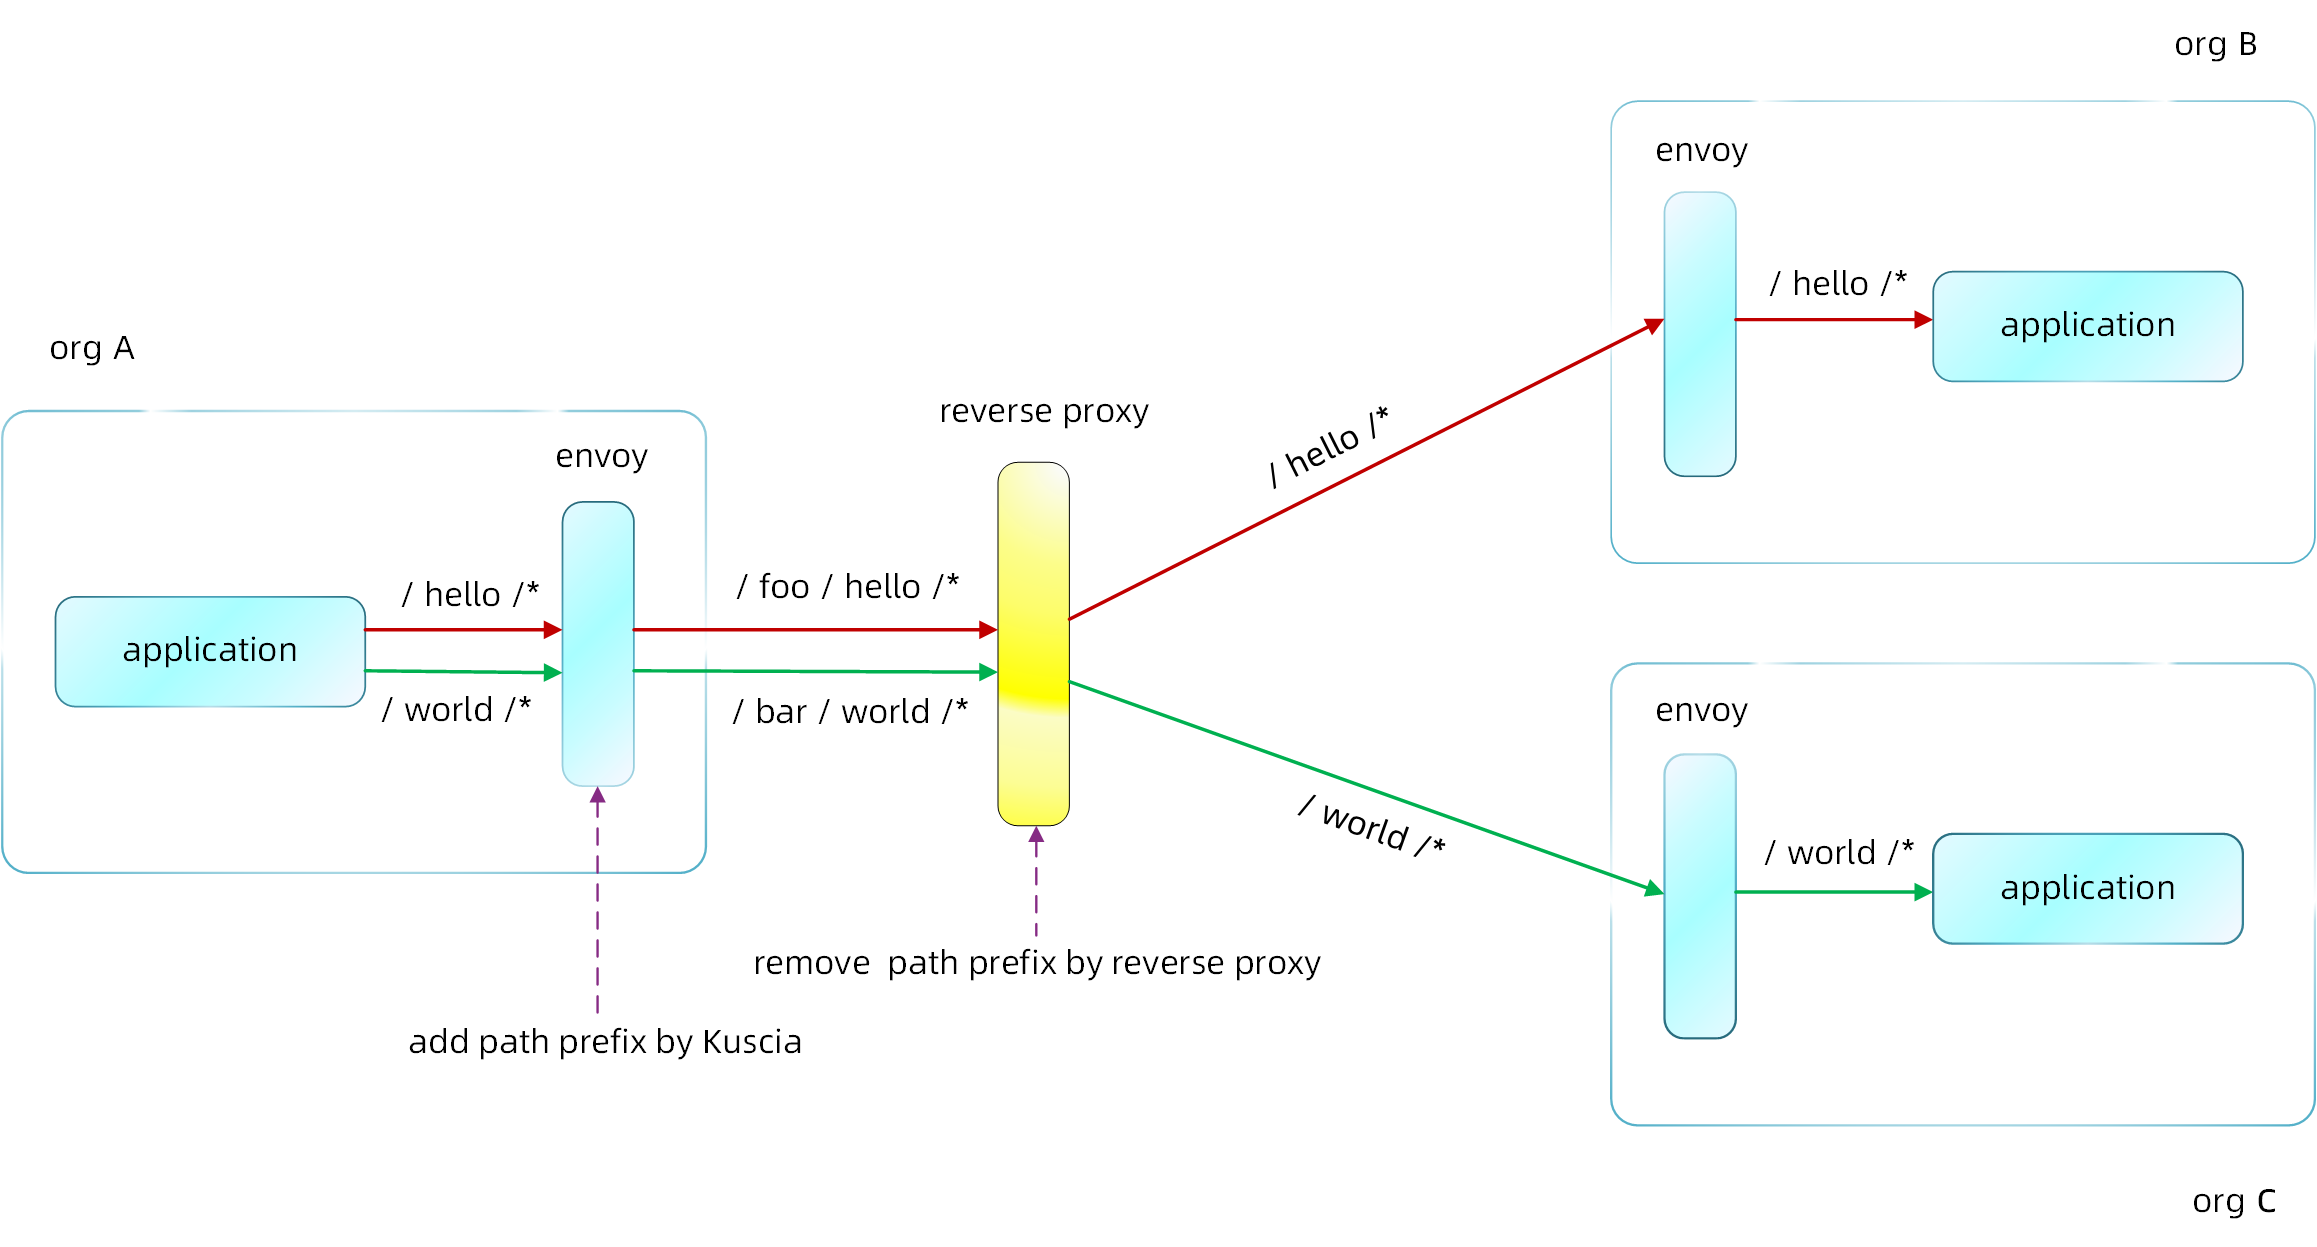 org B
envoy
/ hello /*
application
org A
reverse proxy
/ hello /*
envoy
/ hello /*
/ foo / hello /*
application
/ world /*
/ bar / world /*
envoy
/ world /*
/ world /*
application
remove  path prefix by reverse proxy
add path prefix by Kuscia
org C